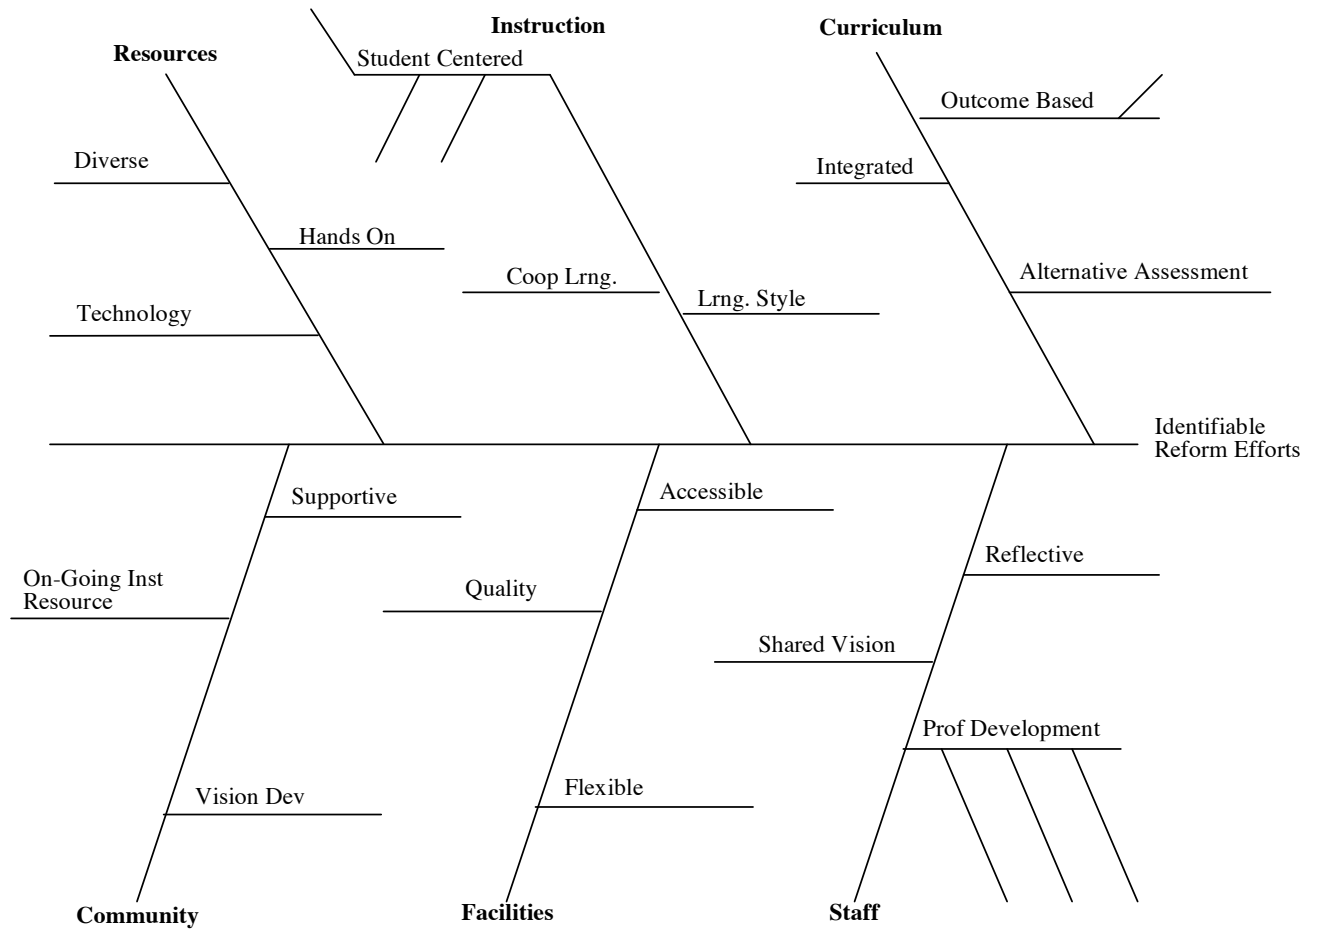 Instruction
Curriculum
Resources
Student Centered
Outcome Based
Diverse
Integrated
Hands On
Coop Lrng.
Alternative Assessment
Lrng. Style
Technology
Identifiable
Reform Efforts
Supportive
Accessible
Reflective
On-Going Inst
Resource
Quality
Shared Vision
Prof Development
Vision Dev
Flexible
Community
Facilities
Staff